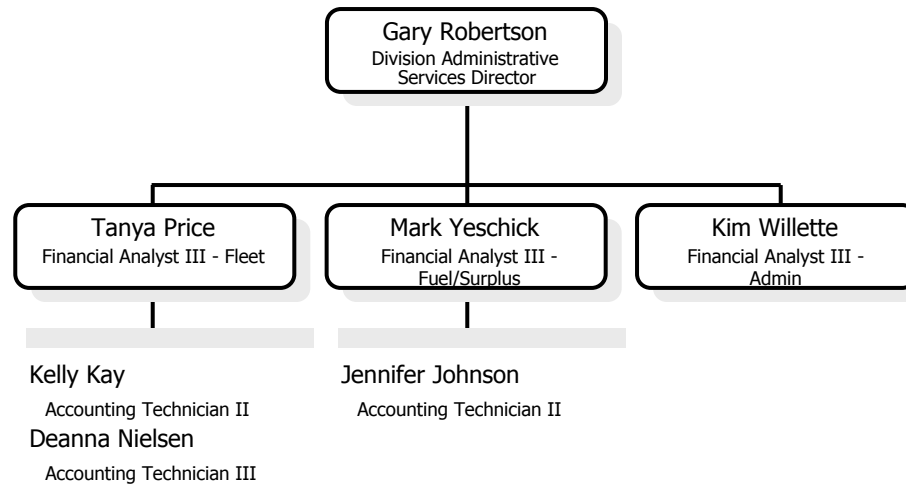 Gary Robertson
Division Administrative
Services Director
Tanya Price
Financial Analyst III - Fleet
Mark Yeschick
Financial Analyst III -
Fuel/Surplus
Kim Willette
Financial Analyst III -
Admin
Kelly Kay
Accounting Technician II
Deanna Nielsen
Accounting Technician III
Jennifer Johnson
Accounting Technician II